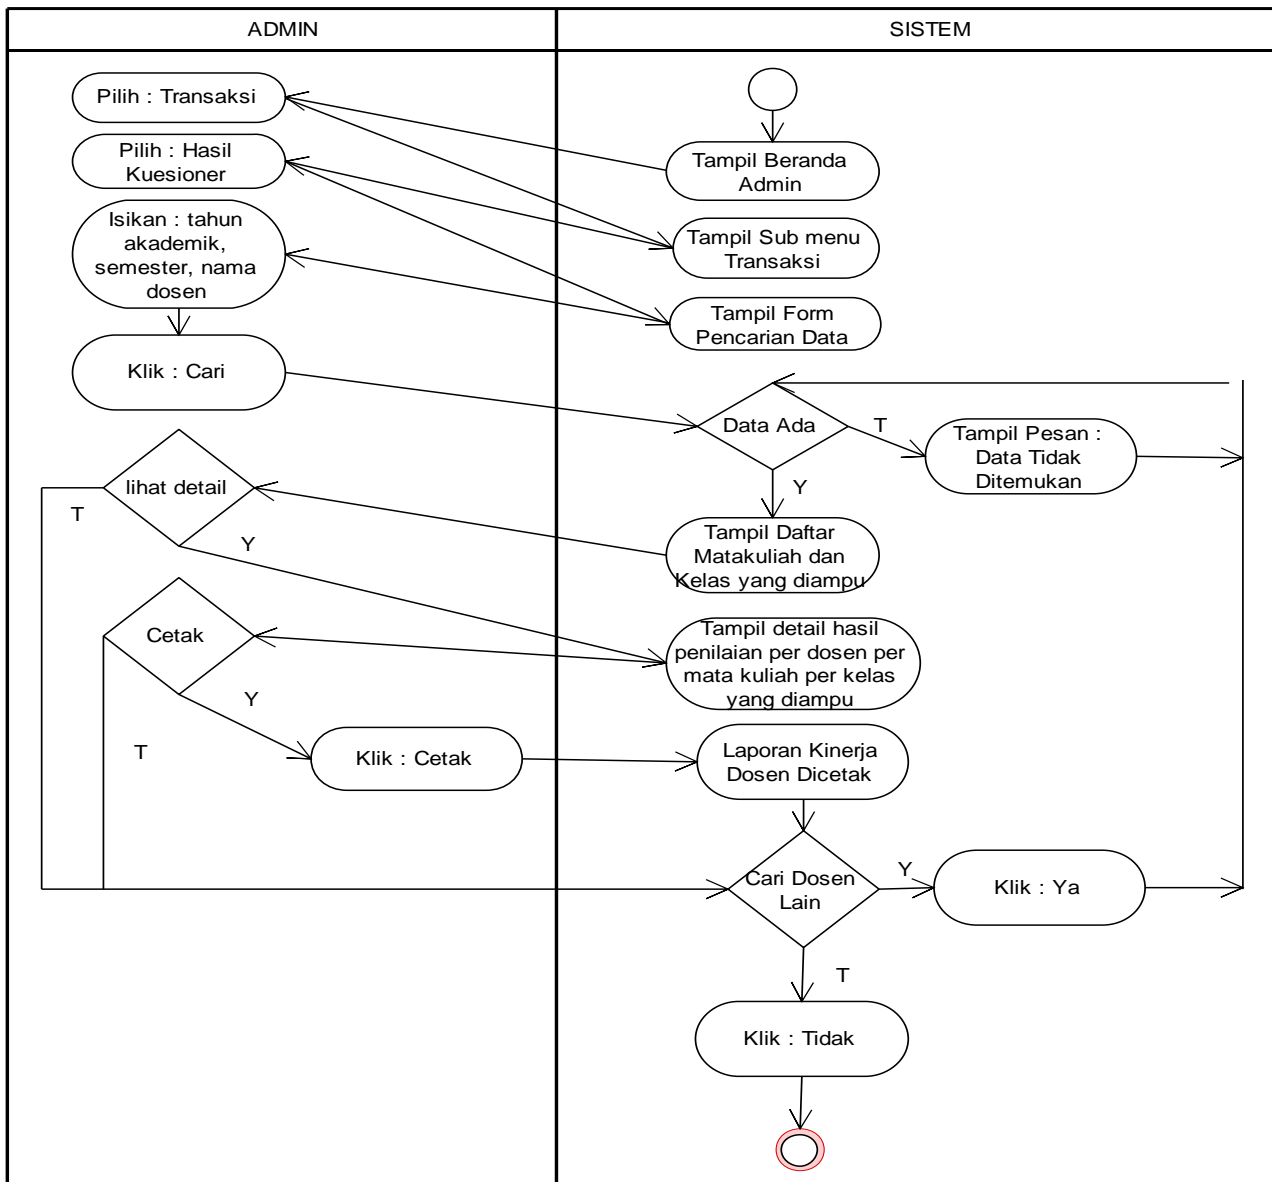 ADMIN
SISTEM
Pilih : Transaksi
Pilih : Hasil
Kuesioner
Tampil Beranda
Admin
Isikan : tahun
akademik,
semester, nama
dosen
Tampil Sub menu
Transaksi
Tampil Form
Pencarian Data
Klik : Cari
Data Ada
T
Tampil Pesan :
Data Tidak
Ditemukan
Y
lihat detail
T
Y
Tampil Daftar
Matakuliah dan
Kelas yang diampu
Cetak
Y
T
Tampil detail hasil
penilaian per dosen per
mata kuliah per kelas
yang diampu
Klik : Cetak
Laporan Kinerja
Dosen Dicetak
Cari Dosen
Lain
Y
Klik : Ya
T
Klik : Tidak